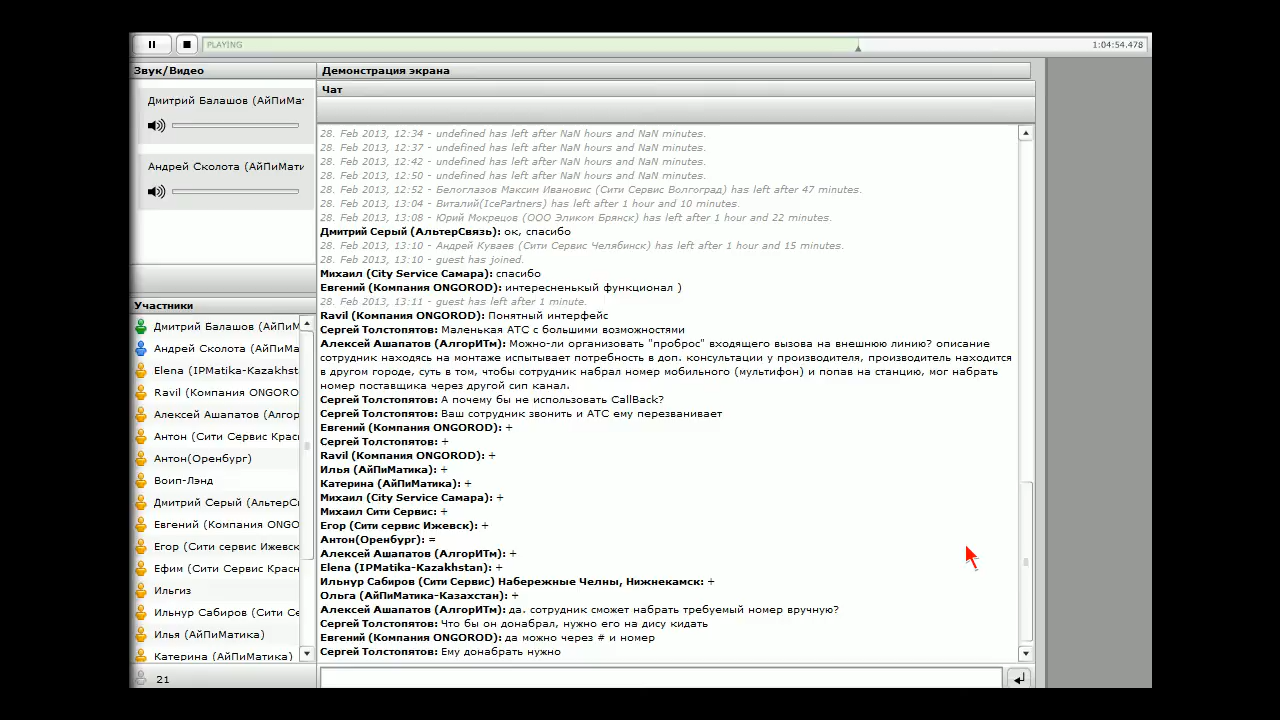 PLAYING
1:04:54.478
Звук/Видео
Демонстрация экрана
Чат
Дмитрий Балашов (АйПиМат
Андрей Сколота (АйПиМати
28. Feb 2013, 12:34 - undefined has left after NaN hours and NaN minutes.
28. Feb 2013, 12:37 - undefined has left after NaN hours and NaN minutes.
28. Feb 2013, 12:42 - undefined has left after NaN hours and NaN minutes.
28. Feb 2013, 12:50 - undefined has left after NaN hours and NaN minutes.
28. Feb 2013, 12:52 - Белоглазов Максим Ивановис (Сити Сервис Волгоград) has left after 47 minutes.
28. Feb 2013, 13:04 - Виталий(IcePartners) has left after 1 hour and 10 minutes.
28. Feb 2013, 13:08 - Юрий Мокрецов (ООО Эликом Брянск) has left after 1 hour and 22 minutes.
Дмитрий Серый (АльтерСвязь): ок, спасибо
28. Feb 2013, 13:10 - Андрей Куваев (Сити Сервис Челябинск) has left after 1 hour and 15 minutes.
28. Feb 2013, 13:10 - guest has joined.
Михаил (City Service Самара): спасибо
Евгений (Компания ONGOROD): интересненький функционал )
28. Feb 2013, 13:11 - guest has left after 1 minute.
Ravil (Компания ONGOROD): Понятный интерфейс
Сергей Толстопятов: Маленькая АТС с большими возможностями
Алексей Ашапатов (АлгорИТм): Можно-ли организовать "проброс" входящего вызова на внешнюю линию? описание
сотрудник находясь на монтаже испытывает потребность в доп. консультации у производителя, производитель находится
в другом городе, суть в том, чтобы сотрудник набрал номер мобильного (мультифон) и попав на станцию, мог набрать
номер поставщика через другой сип канал.
Сергей Толстопятов: А почему бы не использовать CallBack?
Сергей Толстопятов: Ваш сотрудник звонить и АТС ему перезванивает
Евгений (Компания ONGOROD): +
Сергей Толстопятов: +
Ravil (Компания ONGOROD): +
Илья (АйПиМатика): +
Катерина (АйПиМатика): +
Михаил (City Service Самара): +
Михаил Сити Сервис: +
Егор (Сити сервис Ижевск): +
Антон(Оренбург): =
Алексей Ашапатов (АлгорИТм): +
Elena (IPMatika-Kazakhstan): +
Ильнур Сабиров (Сити Сервис) Набережные Челны, Нижнекамск: +
Ольга (АйПиМатика-Казахстан): +
Алексей Ашапатов (АлгорИТм): да. сотрудник сможет набрать требуемый номер вручную?
Сергей Толстопятов: Что бы он донабрал, нужно его на дису кидать
Евгений (Компания ONGOROD): да можно через # и номер
Сергей Толстопятов: Ему донабрать нужно
Участники
Дмитрий Балашов (АйПиМ
Андрей Сколота (АйПиМа
Elena (IPMatika-Kazakhst
Ravil (Компания ONGORO
Алексей Ашапатов (Алгор
Антон (Сити Сервис Крас
Антон(Оренбург)
Воип-Лэнд
Дмитрий Серый (АльтерСв
Евгений (Компания ONGO
Егор (Сити сервис Ижевск
Ефим (Сити Сервис Красн
Ильгиз
Ильнур Сабиров (Сити Се
Илья (АйПиМатика)
Катерина (АйПиМатика)
21